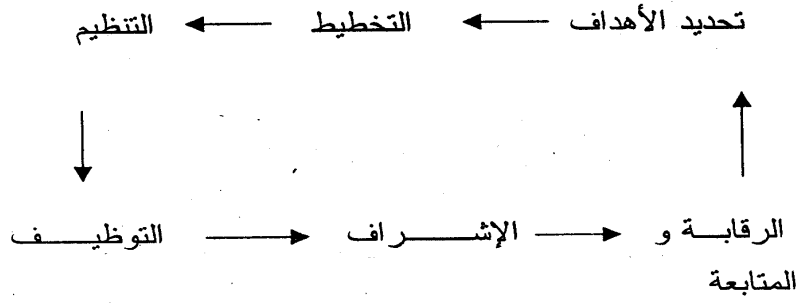 تحديد الأهداف التخطيط التنظيم
الرقابة و الإشراف التوظيف
المتابعة